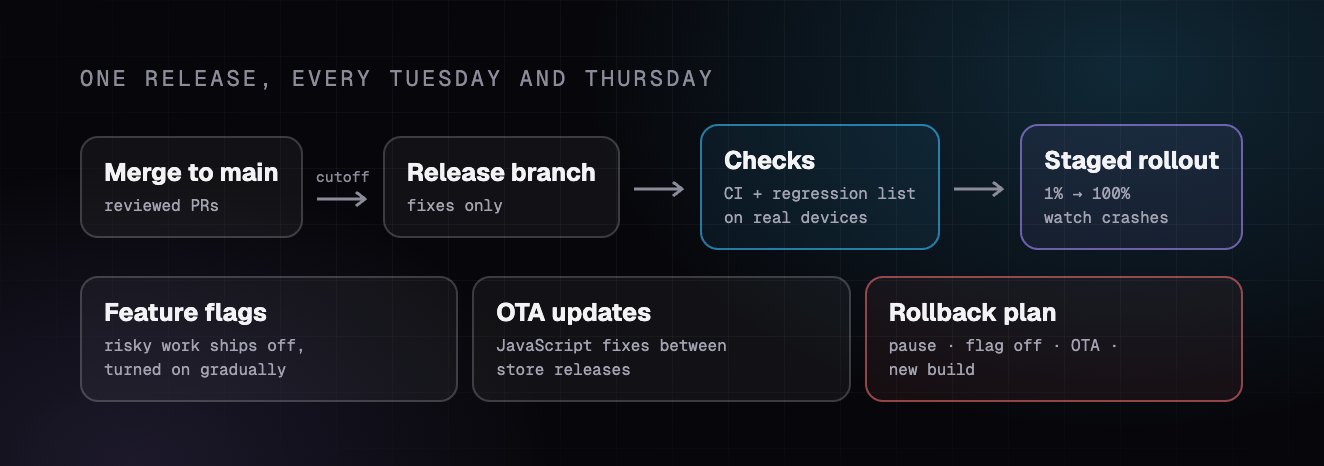 ONE RELEASE, EVERY TUESDAY AND THURSDAY
Merge to main
reviewed PRs
cutoff
Release branch
fixes only
Checks
CI + regression list
on real devices
Staged rollout
1% → 100%
watch crashes
Feature flags
risky work ships off,
turned on gradually
OTA updates
JavaScript fixes between
store releases
Rollback plan
pause · flag off · OTA ·
new build